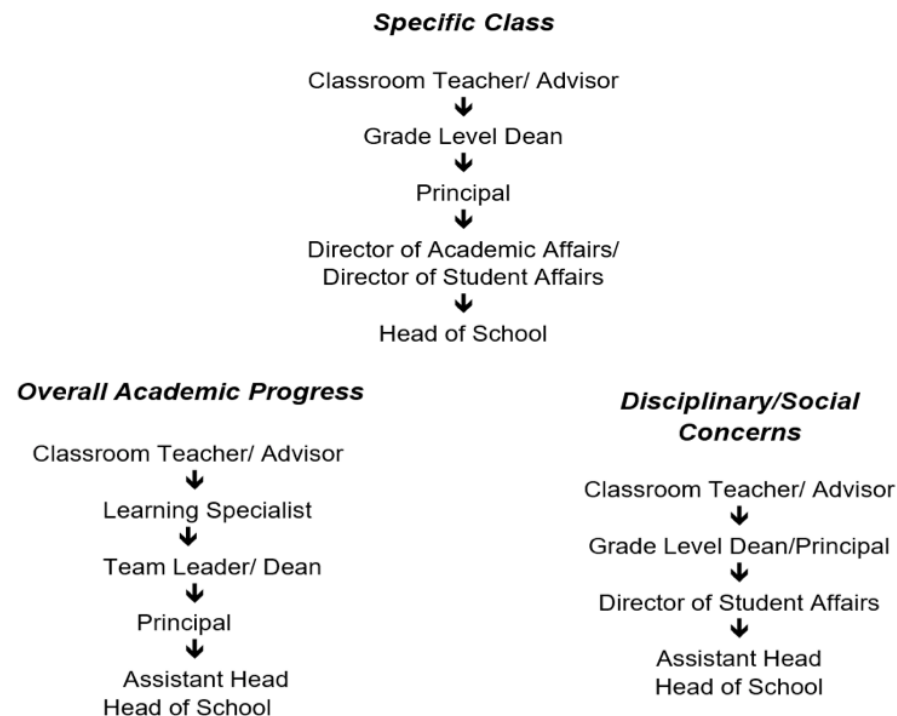 Specific Class
Classroom Teacher/ Advisor
Grade Level Dean
Principal
Director of Academic Affairs/
Director of Student Affairs
Head of School
Overall Academic Progress
Classroom Teacher/ Advisor
Learning Specialist
Team Leader/ Dean
Principal
Assistant Head
Head of School
Disciplinary/Social
Concerns
Classroom Teacher/ Advisor
Grade Level Dean/Principal
Director of Student Affairs
Assistant Head
Head of School